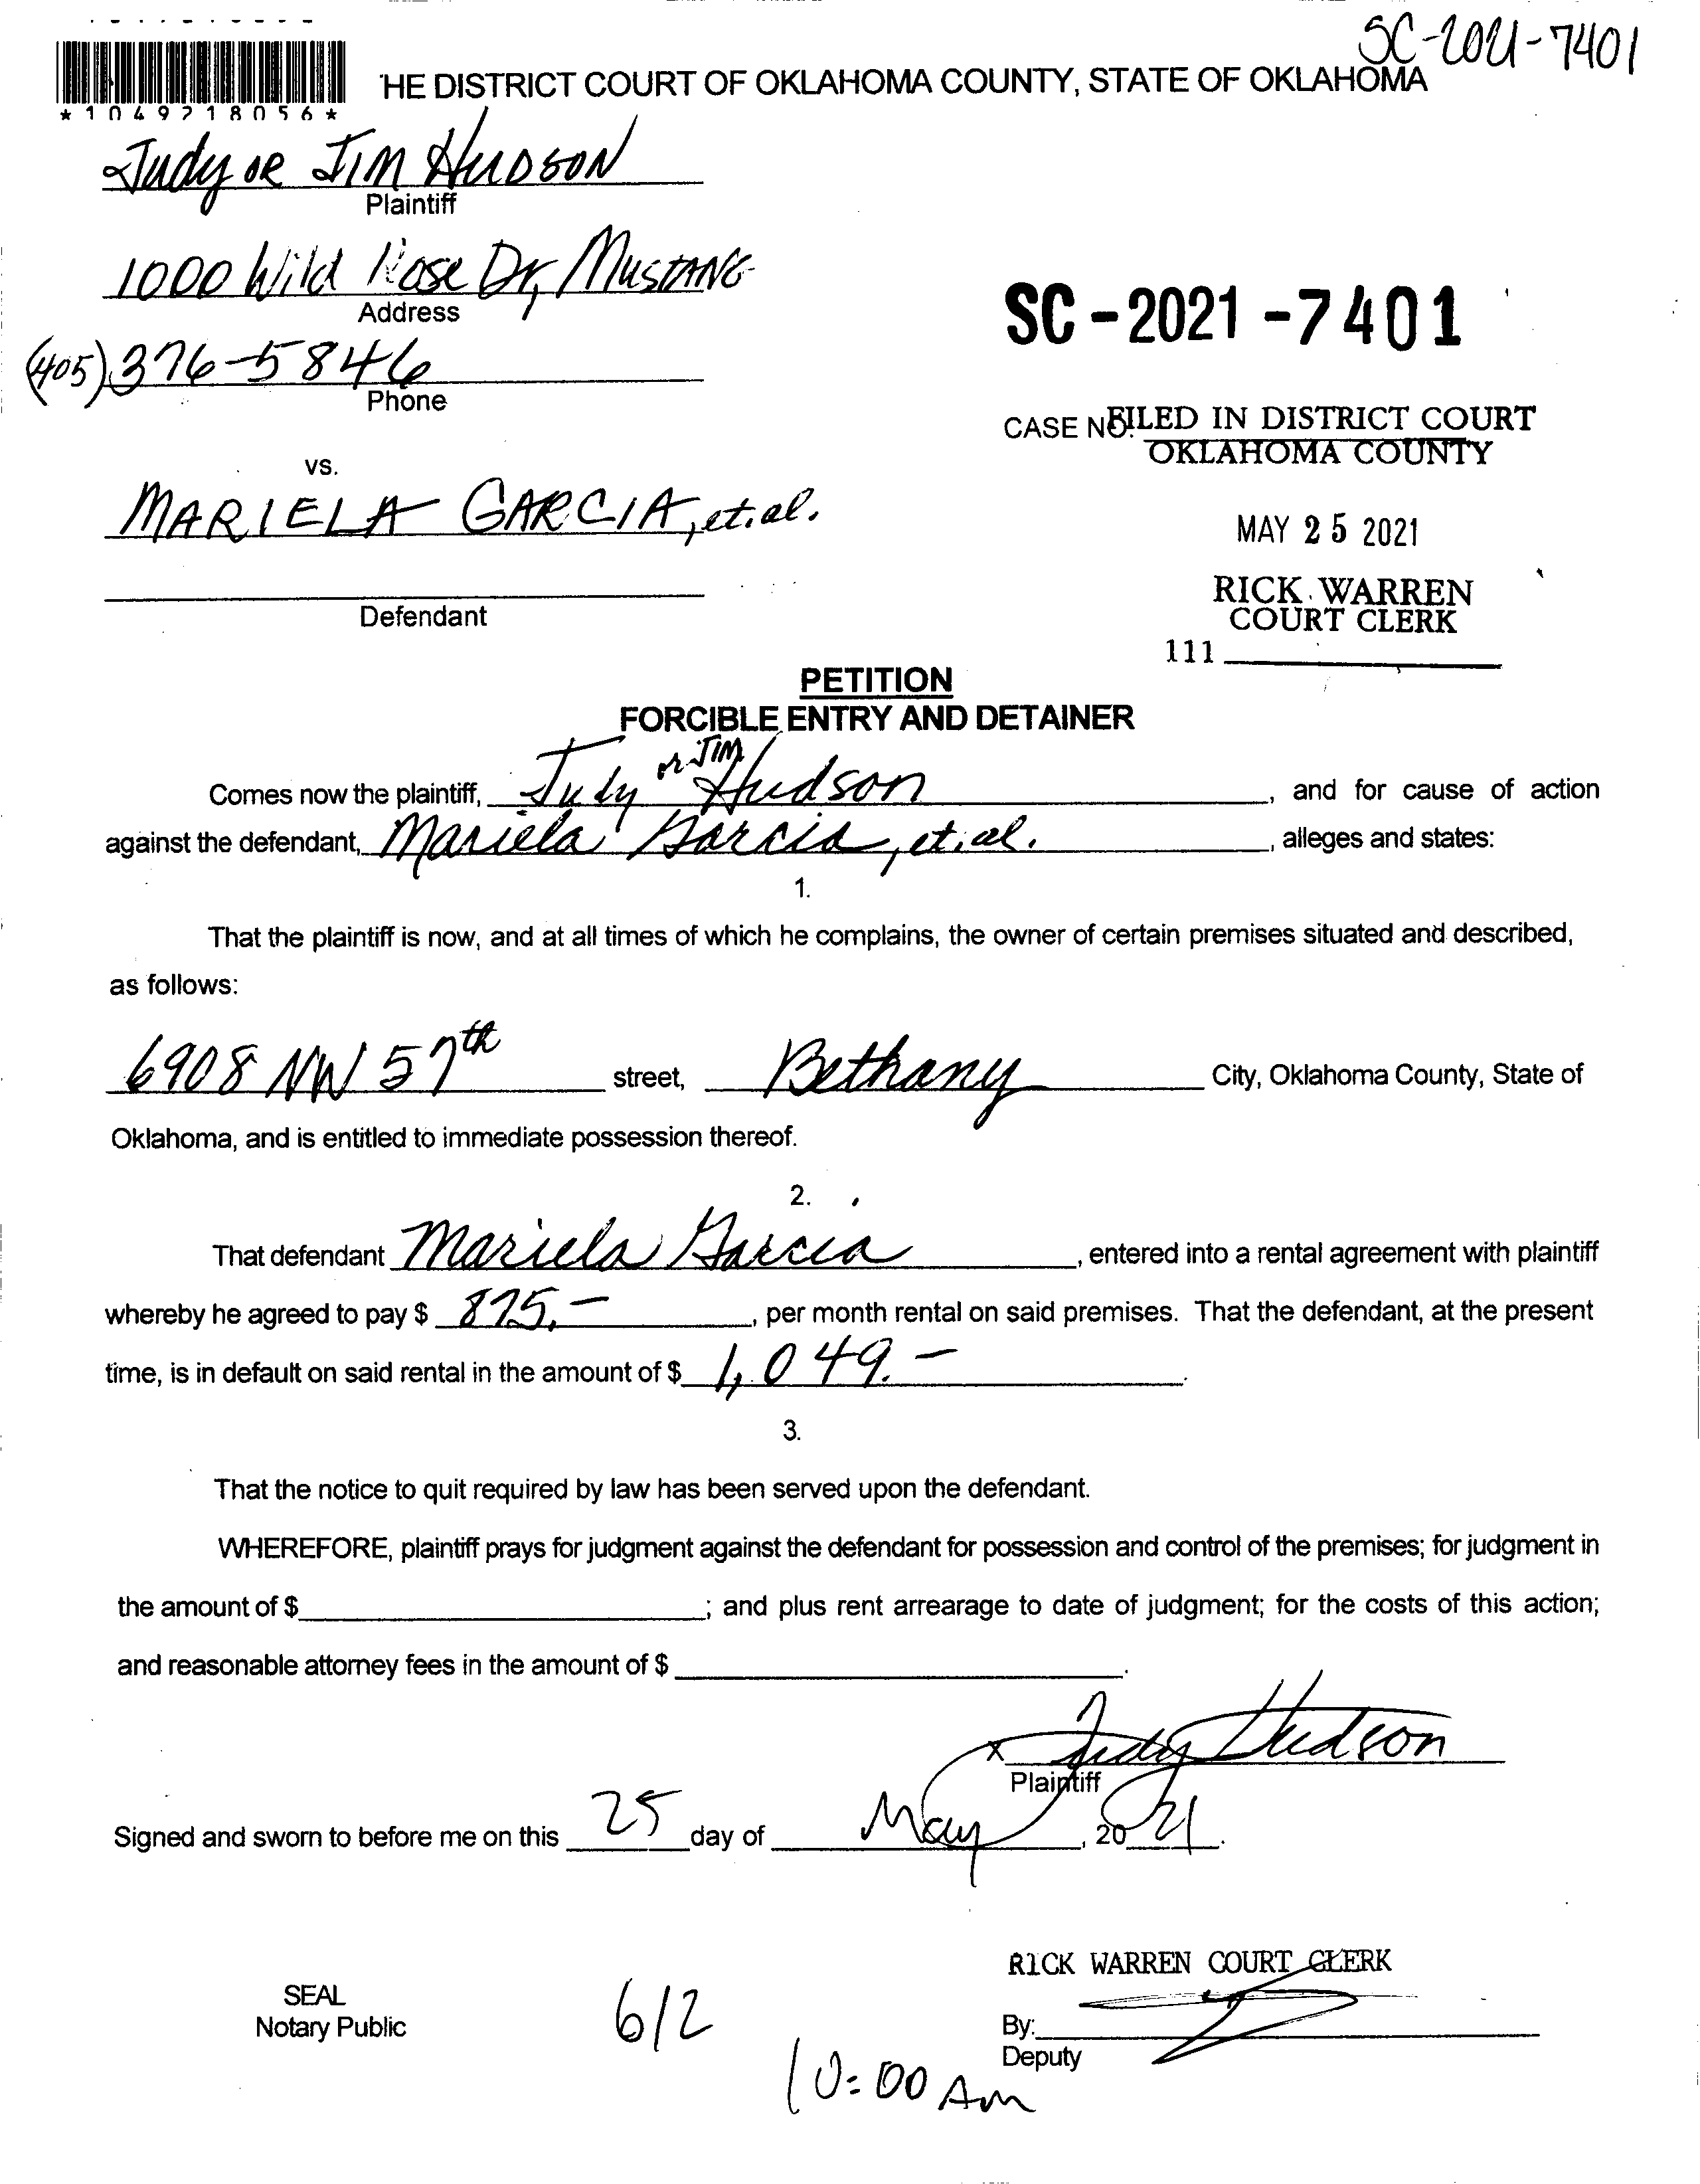 SC-2021-7401
HE DISTRICT COURT OF OKLAHOMA COUNTY, STATE OF OKLAHOMA
*1049218056*
Judy OR JIM HUDSON
Plaintiff
1000 Wild Rose Dr, MUSTANG
Address
(405) 376-5846
Phone
SC-2021-7401
CASE NO.
FILED IN DISTRICT COURT
OKLAHOMA COUNTY
vs.
MARIELA GARCIA, et.al.
MAY 25 2021
Defendant
RICK WARREN
COURT CLERK
111
PETITION
FORCIBLE ENTRY AND DETAINER
Comes now the plaintiff, Judy or JIM Hudson, and for cause of action
against the defendant, Mariela Garcia, et.al., alleges and states:
1.
That the plaintiff is now, and at all times of which he complains, the owner of certain premises situated and described,
as follows:
6908 NW 57th street, Bethany City, Oklahoma County, State of
Oklahoma, and is entitled to immediate possession thereof.
2.
That defendant Mariela Garcia, entered into a rental agreement with plaintiff
whereby he agreed to pay $ 875.-, per month rental on said premises. That the defendant, at the present
time, is in default on said rental in the amount of $ 1,049.-.
3.
That the notice to quit required by law has been served upon the defendant.
WHEREFORE, plaintiff prays for judgment against the defendant for possession and control of the premises; for judgment in
the amount of $ ; and plus rent arrearage to date of judgment; for the costs of this action;
and reasonable attorney fees in the amount of $ .
x Judy Hudson
Plaintiff
Signed and sworn to before me on this 25 day of May, 20 21.
RICK WARREN COURT CLERK
SEAL
Notary Public
6/2
By:
Deputy
10:00 Am